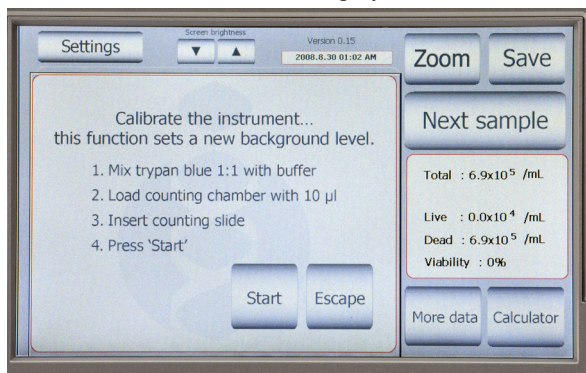 Settings
Screen brightness
▼ ▲
Version 0.15
2008.8.30 01:02 AM
Zoom
Save
Calibrate the instrument...
this function sets a new background level.
1. Mix trypan blue 1:1 with buffer
2. Load counting chamber with 10 µl
3. Insert counting slide
4. Press ‘Start’
Start
Escape
Next sample
Total : 6.9x10⁵ /mL
Live : 0.0x10⁴ /mL
Dead : 6.9x10⁵ /mL
Viability : 0%
More data
Calculator